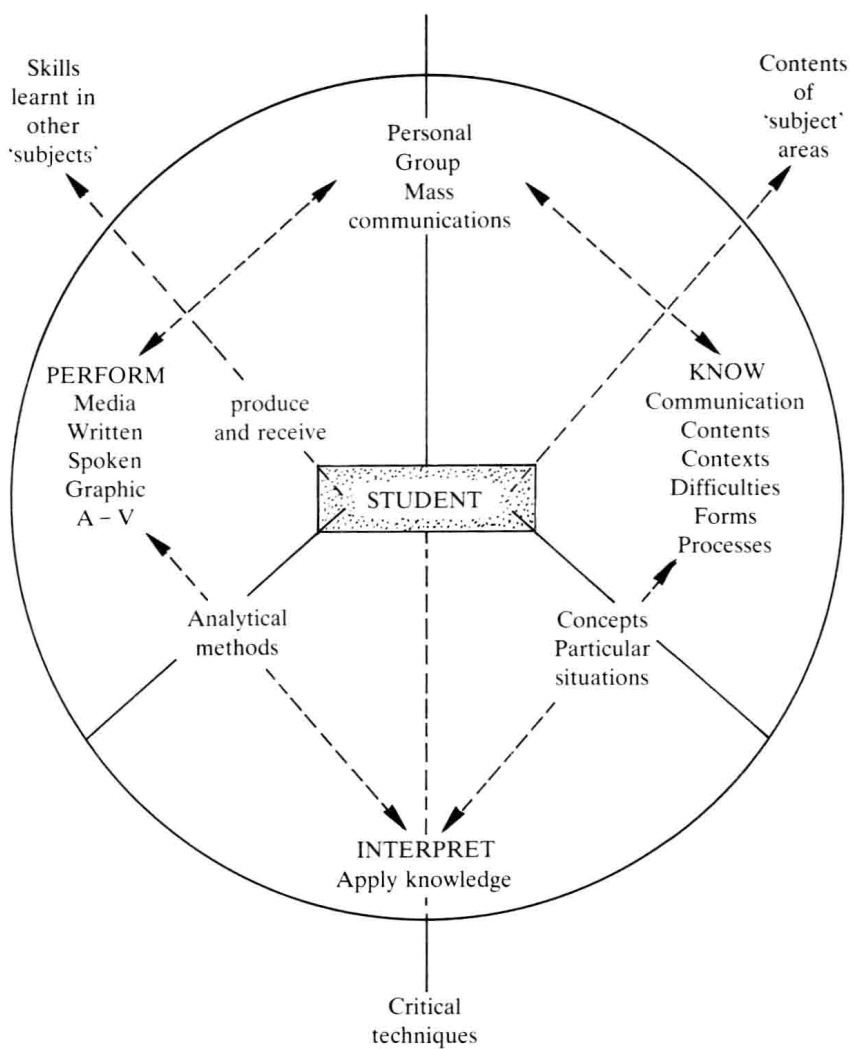 Skills
learnt in
other
'subjects'
Contents
of
'subject'
areas
Personal
Group
Mass
communications
PERFORM
Media
Written
Spoken
Graphic
A – V
produce
and receive
KNOW
Communication
Contents
Contexts
Difficulties
Forms
Processes
STUDENT
Analytical
methods
Concepts
Particular
situations
INTERPRET
Apply knowledge
Critical
techniques